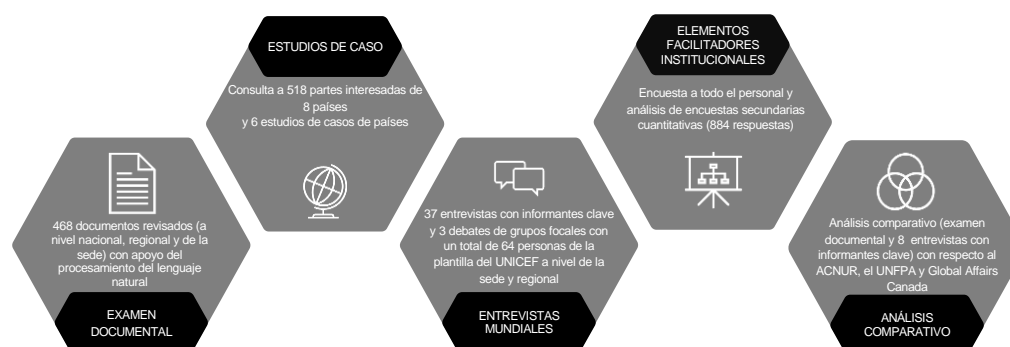 468 documentos revisados (a
nivel nacional, regional y de la
sede) con apoyo del
procesamiento del lenguaje
natural
EXAMEN
DOCUMENTAL
ESTUDIOS DE CASO
Consulta a 518 partes interesadas de
8 países
y 6 estudios de casos de países
37 entrevistas con informantes clave
y 3 debates de grupos focales con
un total de 64 personas de la
plantilla del UNICEF a nivel de la
sede y regional
ENTREVISTAS
MUNDIALES
ELEMENTOS
FACILITADORES
INSTITUCIONALES
Encuesta a todo el personal y
análisis de encuestas secundarias
cuantitativas (884 respuestas)
Análisis comparativo (examen
documental y 8 entrevistas con
informantes clave) con respecto al
ACNUR, el UNFPA y Global Affairs
Canada
ANÁLISIS
COMPARATIVO